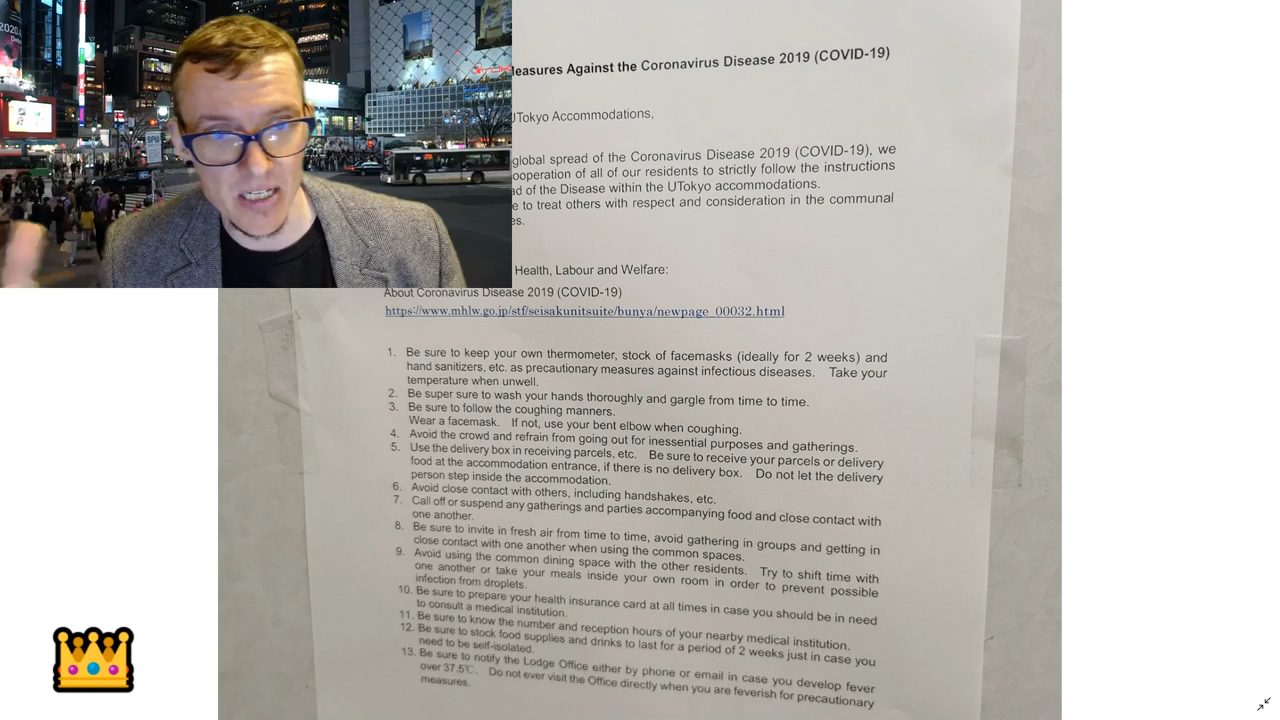 2020
easures Against the Coronavirus Disease 2019 (COVID-19)
UTokyo Accommodations,
global spread of the Coronavirus Disease 2019 (COVID-19), we
ooperation of all of our residents to strictly follow the instructions
ad of the Disease within the UTokyo accommodations.
e to treat others with respect and consideration in the communal
es.
Health, Labour and Welfare:
About Coronavirus Disease 2019 (COVID-19)
https://www.mhlw.go.jp/stf/seisakunitsuite/bunya/newpage_00032.html
1. Be sure to keep your own thermometer, stock of facemasks (ideally for 2 weeks) and
hand sanitizers, etc. as precautionary measures against infectious diseases. Take your
temperature when unwell.
2. Be super sure to wash your hands thoroughly and gargle from time to time.
3. Be sure to follow the coughing manners.
Wear a facemask. If not, use your bent elbow when coughing.
4. Avoid the crowd and refrain from going out for inessential purposes and gatherings.
5. Use the delivery box in receiving parcels, etc. Be sure to receive your parcels or delivery
food at the accommodation entrance, if there is no delivery box. Do not let the delivery
person step inside the accommodation.
6. Avoid close contact with others, including handshakes, etc.
7. Call off or suspend any gatherings and parties accompanying food and close contact with
one another.
8. Be sure to invite in fresh air from time to time, avoid gathering in groups and getting in
close contact with one another when using the common spaces.
9. Avoid using the common dining space with the other residents. Try to shift time with
one another or take your meals inside your own room in order to prevent possible
infection from droplets.
10. Be sure to prepare your health insurance card at all times in case you should be in need
to consult a medical institution.
11. Be sure to know the number and reception hours of your nearby medical institution.
12. Be sure to stock food supplies and drinks to last for a period of 2 weeks just in case you
need to be self-isolated.
13. Be sure to notify the Lodge Office either by phone or email in case you develop fever
over 37.5℃. Do not ever visit the Office directly when you are feverish for precautionary
measures.